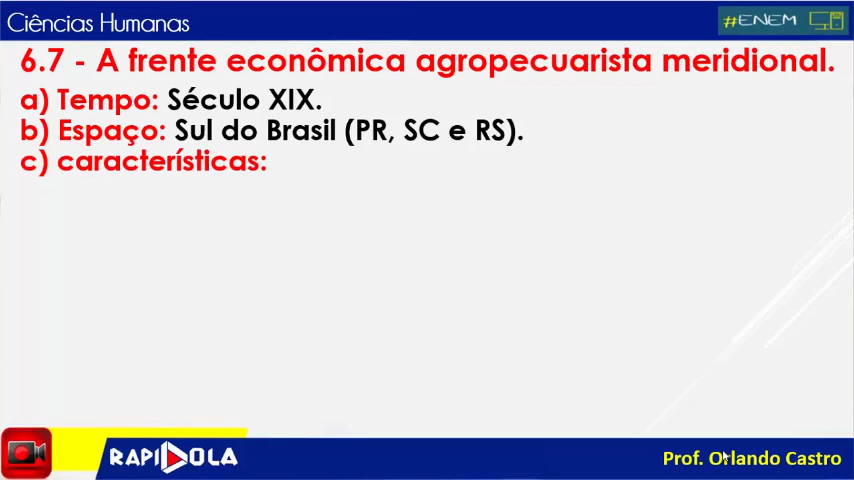 Ciências Humanas
#ENEM
6.7 - A frente econômica agropecuarista meridional.
a) Tempo: Século XIX.
b) Espaço: Sul do Brasil (PR, SC e RS).
c) características:
RAPIDOLA
Prof. Orlando Castro